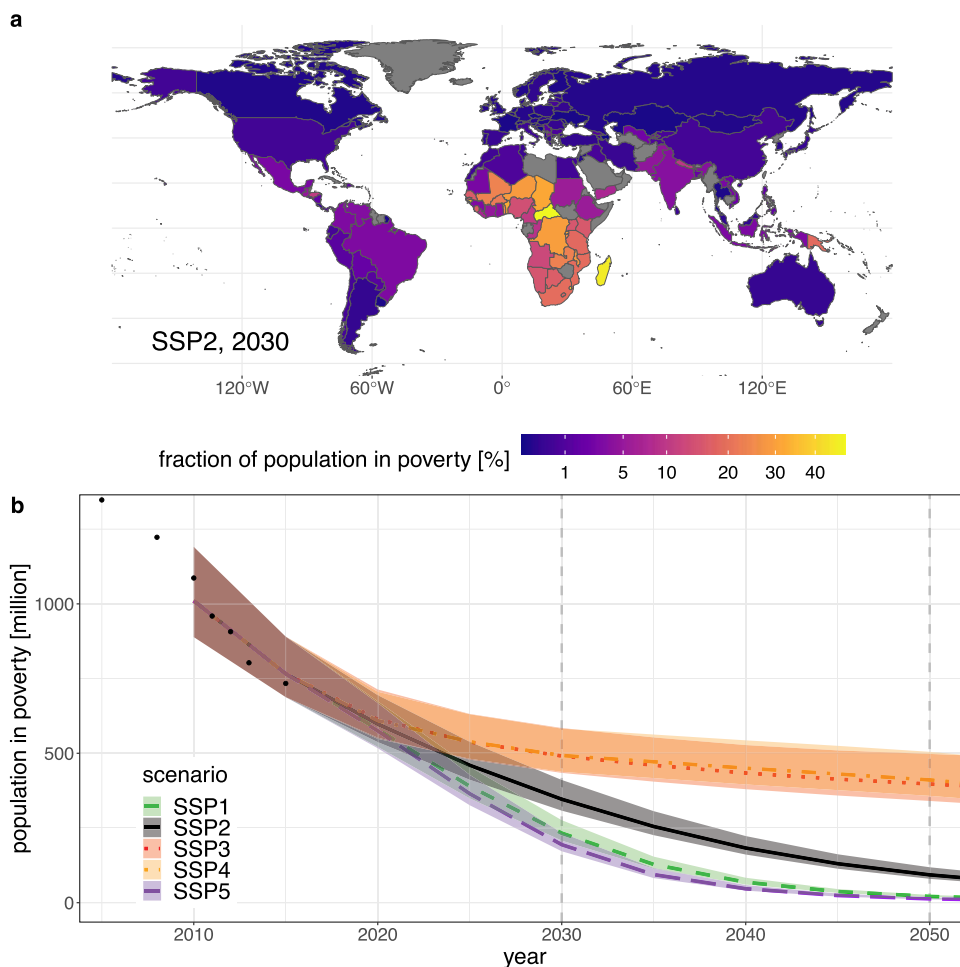 a
SSP2, 2030
120°W 60°W 0° 60°E 120°E
fraction of population in poverty [%]
1 5 10 20 30 40
b
population in poverty [million]
1000
500
0
scenario
SSP1
SSP2
SSP3
SSP4
SSP5
2010 2020 2030 2040 2050
year